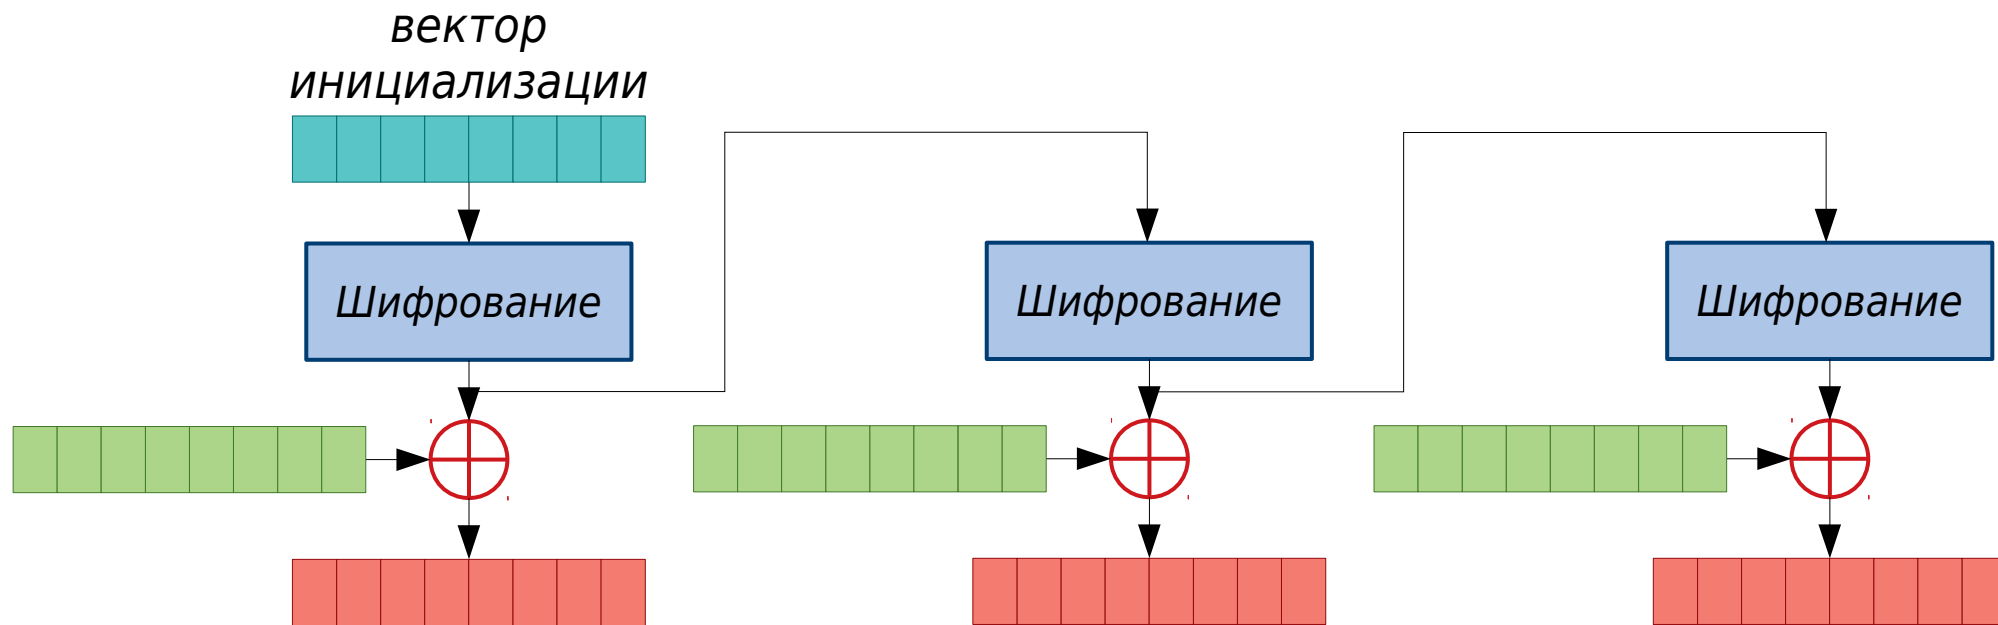 вектор
инициализации
Шифрование
Шифрование
Шифрование